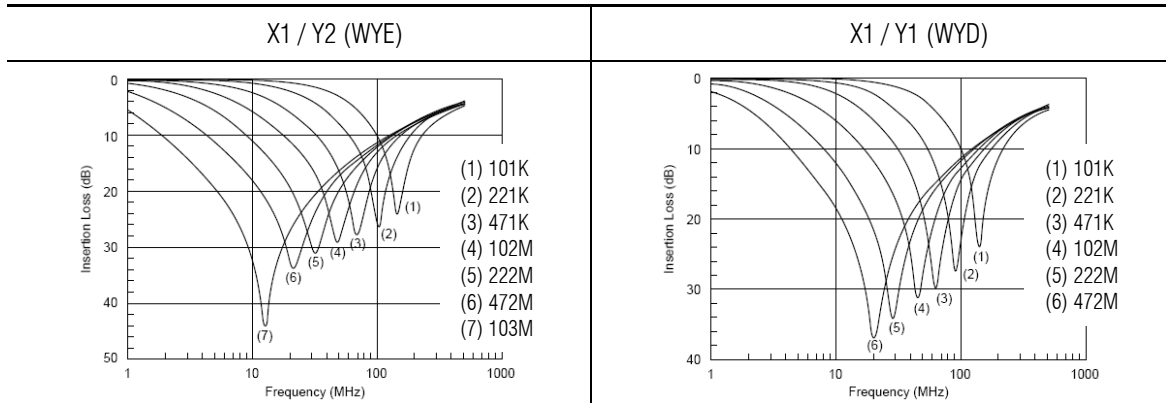 X1 / Y2 (WYE)
X1 / Y1 (WYD)
0
10
20
30
40
50
Insertion Loss (dB)
1
10
100
1000
Frequency (MHz)
(1)
(2)
(3)
(4)
(5)
(6)
(7)
(1) 101K
(2) 221K
(3) 471K
(4) 102M
(5) 222M
(6) 472M
(7) 103M
0
10
20
30
40
Insertion Loss (dB)
1
10
100
1000
Frequency (MHz)
(1)
(2)
(3)
(4)
(5)
(6)
(1) 101K
(2) 221K
(3) 471K
(4) 102M
(5) 222M
(6) 472M